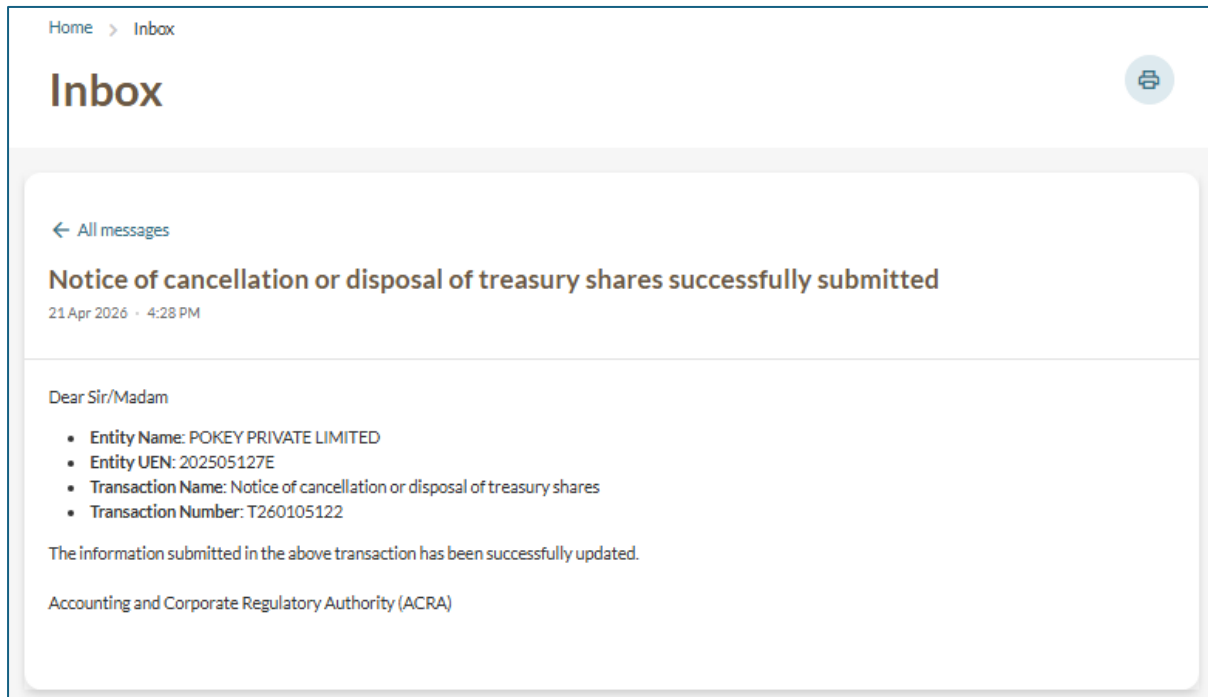 Home > Inbox
Inbox
← All messages
Notice of cancellation or disposal of treasury shares successfully submitted
21 Apr 2026 • 4:28 PM
Dear Sir/Madam
• Entity Name: POKEY PRIVATE LIMITED
• Entity UEN: 202505127E
• Transaction Name: Notice of cancellation or disposal of treasury shares
• Transaction Number: T260105122
The information submitted in the above transaction has been successfully updated.
Accounting and Corporate Regulatory Authority (ACRA)